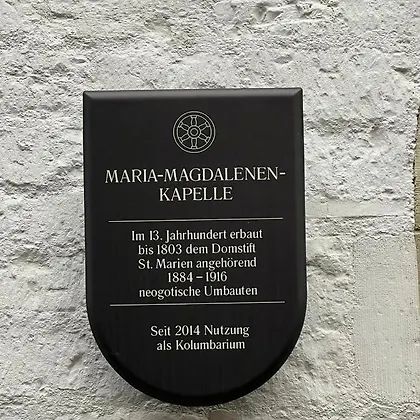 MARIA-MAGDALENEN-
KAPELLE
Im 13. Jahrhundert erbaut
bis 1803 dem Domstift
St. Marien angehörend
1884 – 1916
neogotische Umbauten
Seit 2014 Nutzung
als Kolumbarium